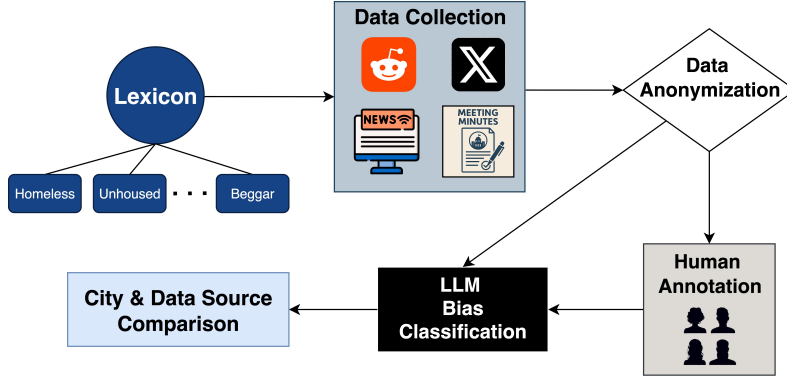 Data Collection
Lexicon
NEWS
MEETING
MINUTES
Data
Anonymization
Homeless
Unhoused
. . .
Beggar
City & Data Source
Comparison
LLM
Bias
Classification
Human
Annotation